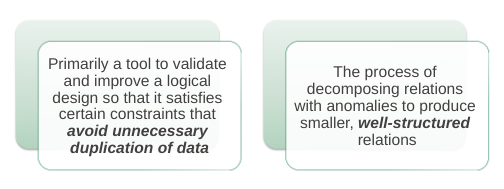 Primarily a tool to validate
and improve a logical
design so that it satisfies
certain constraints that
avoid unnecessary
duplication of data
The process of
decomposing relations
with anomalies to produce
smaller, well-structured
relations